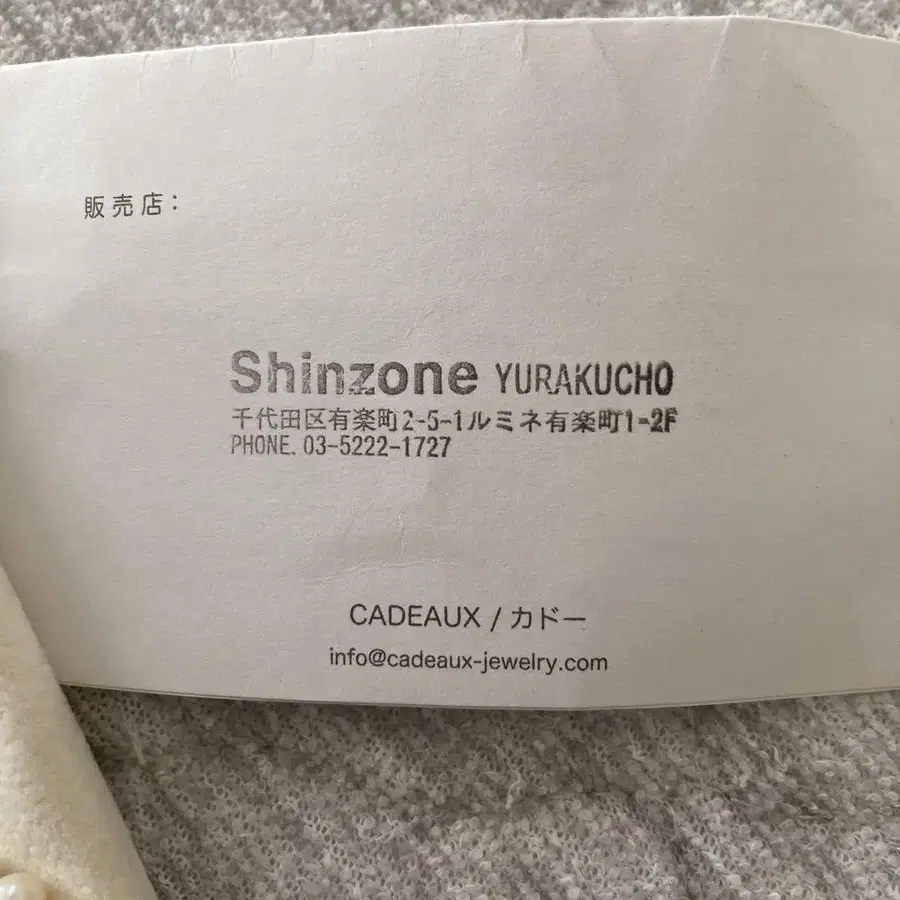 販売店：
Shinzone YURAKUCHO
千代田区有楽町2-5-1ルミネ有楽町1-2F
PHONE. 03-5222-1727
CADEAUX / カドー
info@cadeaux-jewelry.com